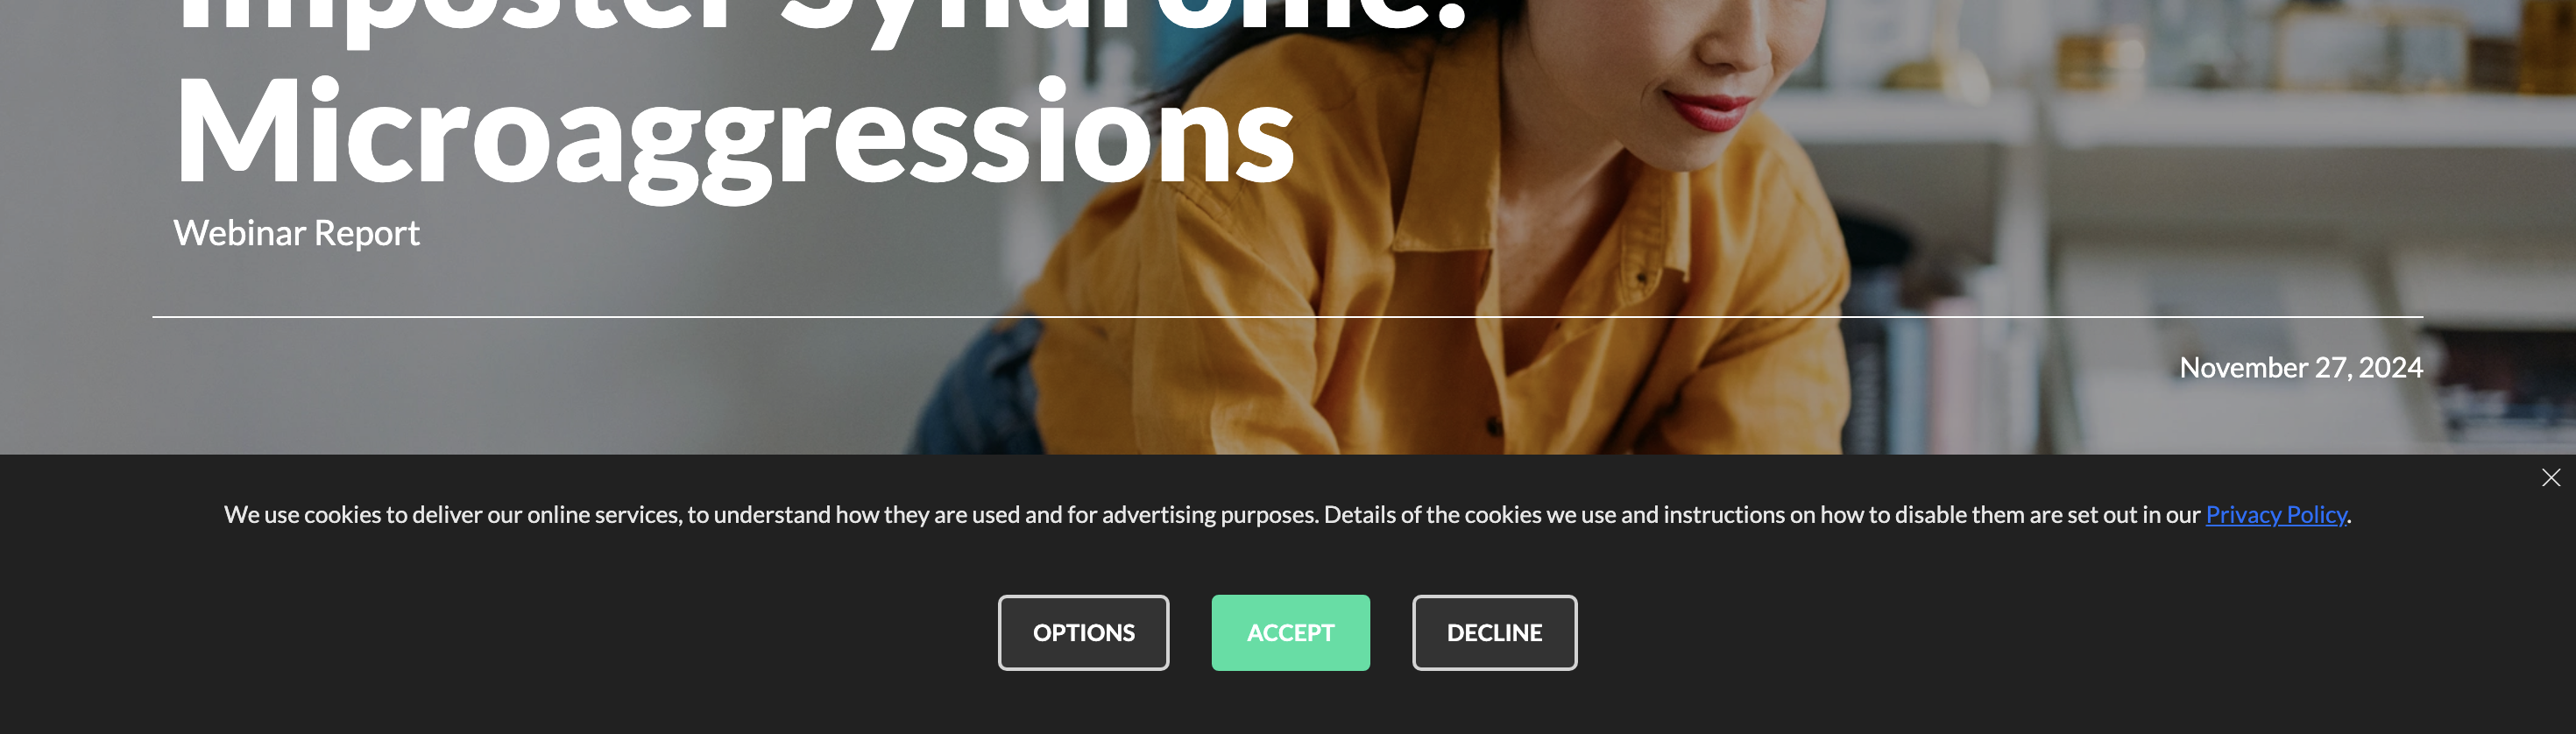 Imposter Syndrome:
Microaggressions
Webinar Report
November 27, 2024
We use cookies to deliver our online services, to understand how they are used and for advertising purposes. Details of the cookies we use and instructions on how to disable them are set out in our Privacy Policy.
OPTIONS
ACCEPT
DECLINE